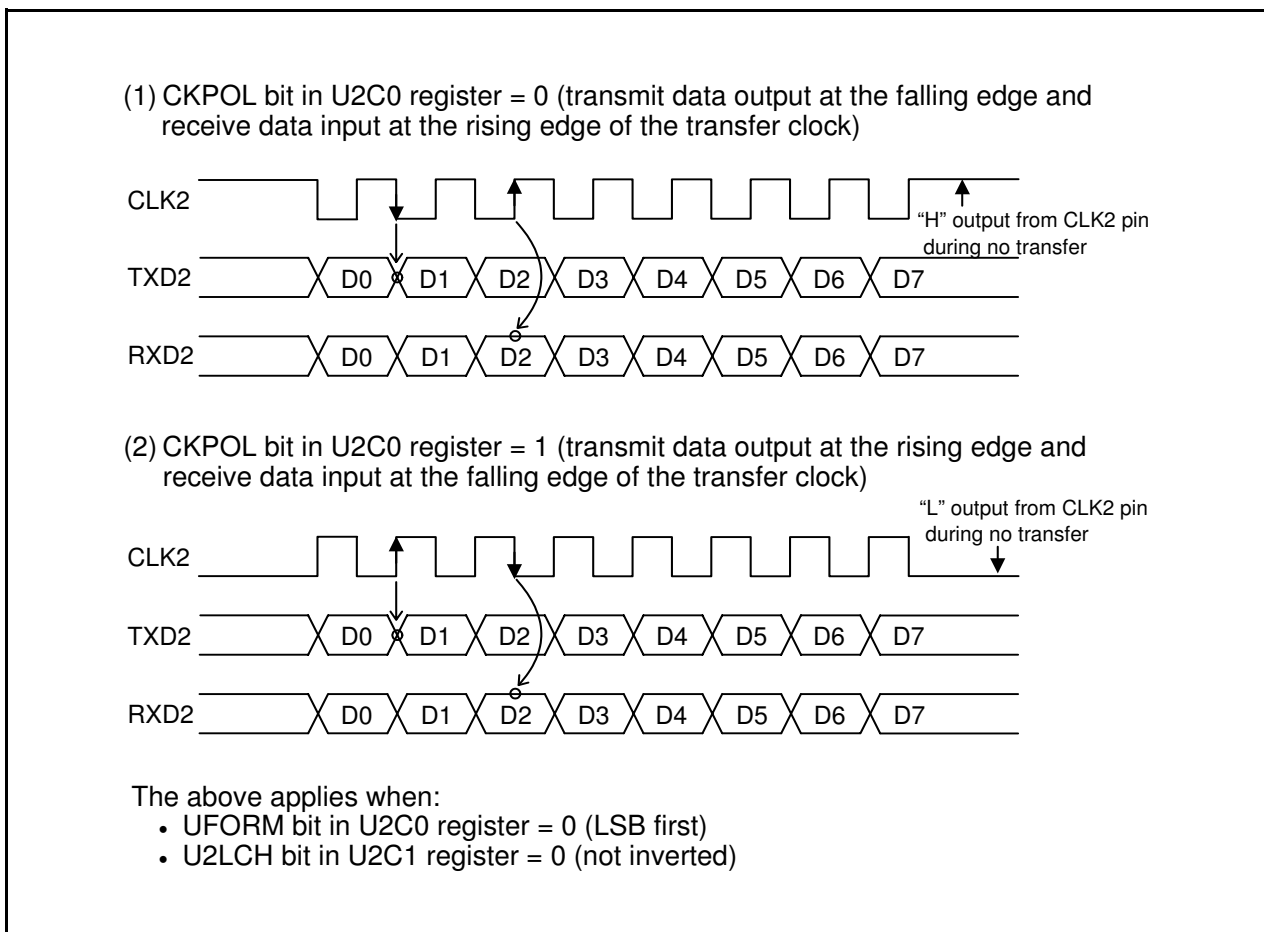 (1) CKPOL bit in U2C0 register = 0 (transmit data output at the falling edge and
receive data input at the rising edge of the transfer clock)
CLK2
“H” output from CLK2 pin
during no transfer
TXD2 D0 D1 D2 D3 D4 D5 D6 D7
RXD2 D0 D1 D2 D3 D4 D5 D6 D7
(2) CKPOL bit in U2C0 register = 1 (transmit data output at the rising edge and
receive data input at the falling edge of the transfer clock)
“L” output from CLK2 pin
during no transfer
CLK2
TXD2 D0 D1 D2 D3 D4 D5 D6 D7
RXD2 D0 D1 D2 D3 D4 D5 D6 D7
The above applies when:
• UFORM bit in U2C0 register = 0 (LSB first)
• U2LCH bit in U2C1 register = 0 (not inverted)